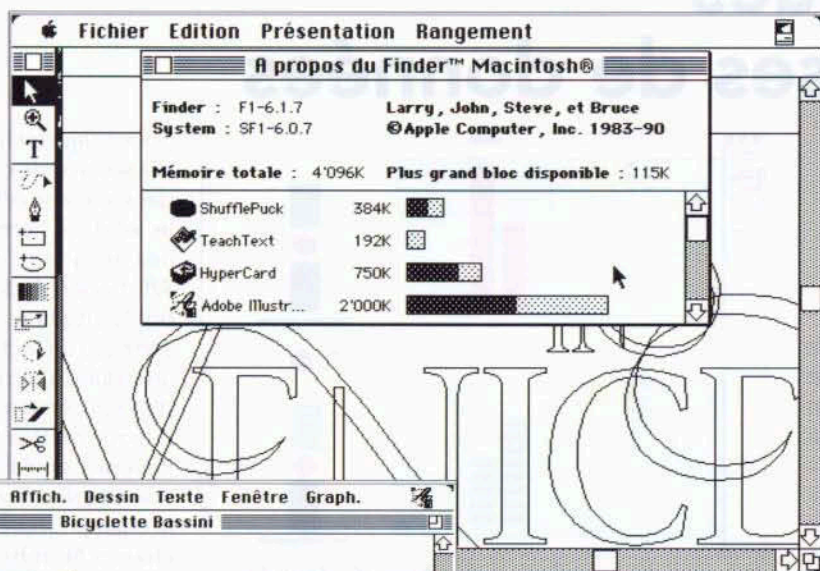 Fichier Edition Présentation Rangement
A propos du Finder™ Macintosh®
Finder : F1-6.1.7
System : SF1-6.0.7
Larry, John, Steve, et Bruce
©Apple Computer, Inc. 1983-90
Mémoire totale : 4'096K Plus grand bloc disponible : 115K
ShufflePuck 384K
TeachText 192K
HyperCard 750K
Adobe Illustr... 2'000K
T
Affich. Dessin Texte Fenêtre Graph.
Bicyclette Bassini